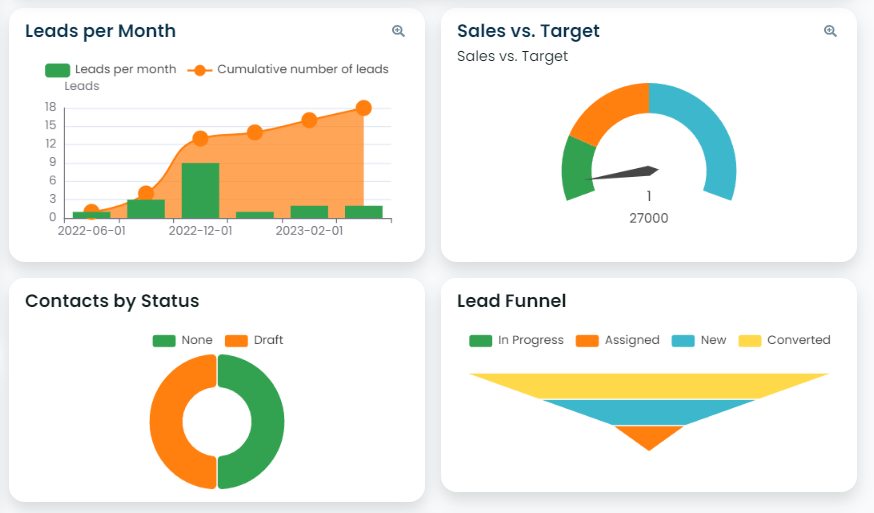 Leads per Month
Leads per month Cumulative number of leads
Leads
18
15
12
9
6
3
0
2022-06-01 2022-12-01 2023-02-01
Sales vs. Target
Sales vs. Target
1
27000
Contacts by Status
None Draft
Lead Funnel
In Progress Assigned New Converted